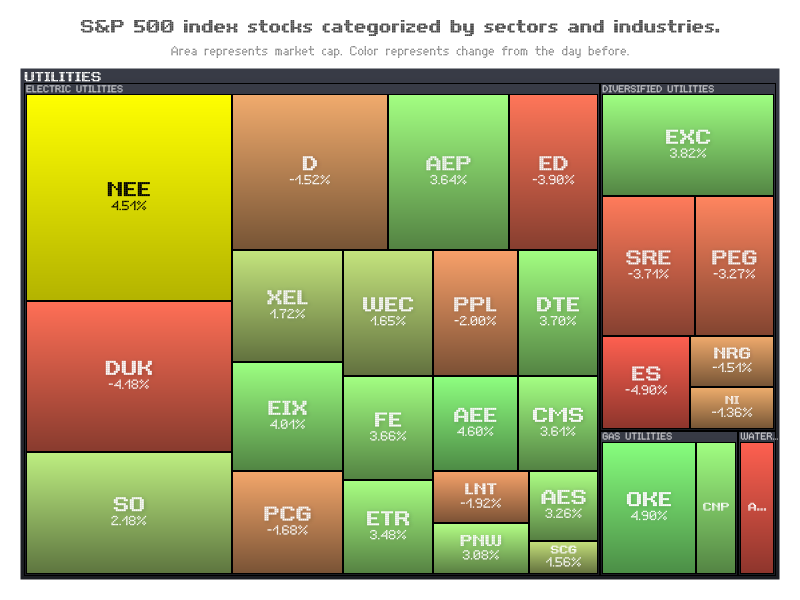 S&P 500 index stocks categorized by sectors and industries.
Area represents market cap. Color represents change from the day before.
UTILITIES
ELECTRIC UTILITIES
NEE
4.51%
DUK
-4.18%
SO
2.18%
D
-1.52%
AEP
3.64%
ED
-3.90%
XEL
1.72%
WEC
1.65%
PPL
-2.00%
DTE
3.70%
EIX
4.01%
FE
3.66%
AEE
4.60%
CMS
3.61%
PCG
-1.68%
ETR
3.48%
LNT
-1.92%
AES
3.26%
PNW
3.08%
SCG
1.56%
DIVERSIFIED UTILITIES
EXC
3.82%
SRE
-3.71%
PEG
-3.27%
ES
-4.90%
NRG
-1.51%
NI
-1.36%
GAS UTILITIES
OKE
4.90%
CNP
WATER...
A...